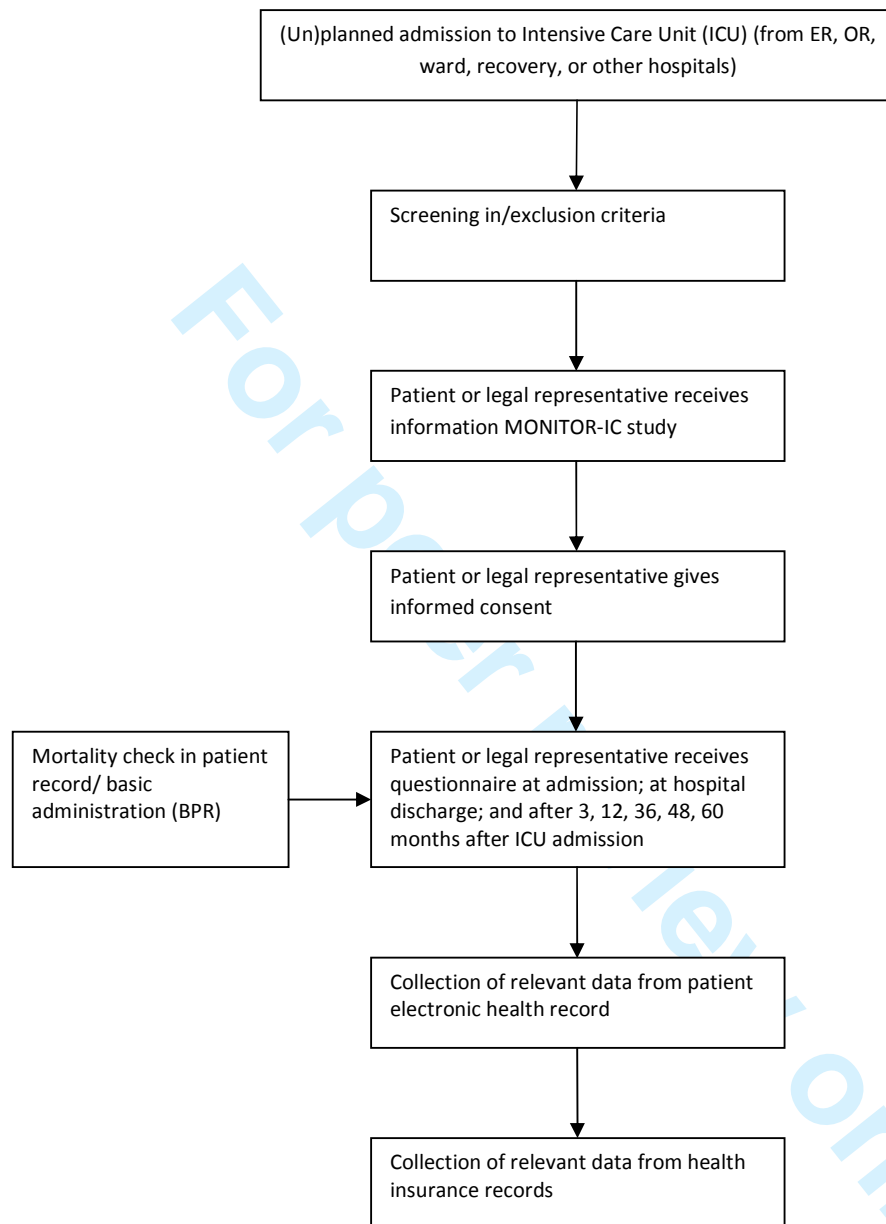 (Un)planned admission to Intensive Care Unit (ICU) (from ER, OR,
ward, recovery, or other hospitals)
Screening in/exclusion criteria
Patient or legal representative receives
information MONITOR-IC study
Patient or legal representative gives
informed consent
Mortality check in patient
record/ basic
administration (BPR)
Patient or legal representative receives
questionnaire at admission; at hospital
discharge; and after 3, 12, 36, 48, 60
months after ICU admission
Collection of relevant data from patient
electronic health record
Collection of relevant data from health
insurance records
For peer